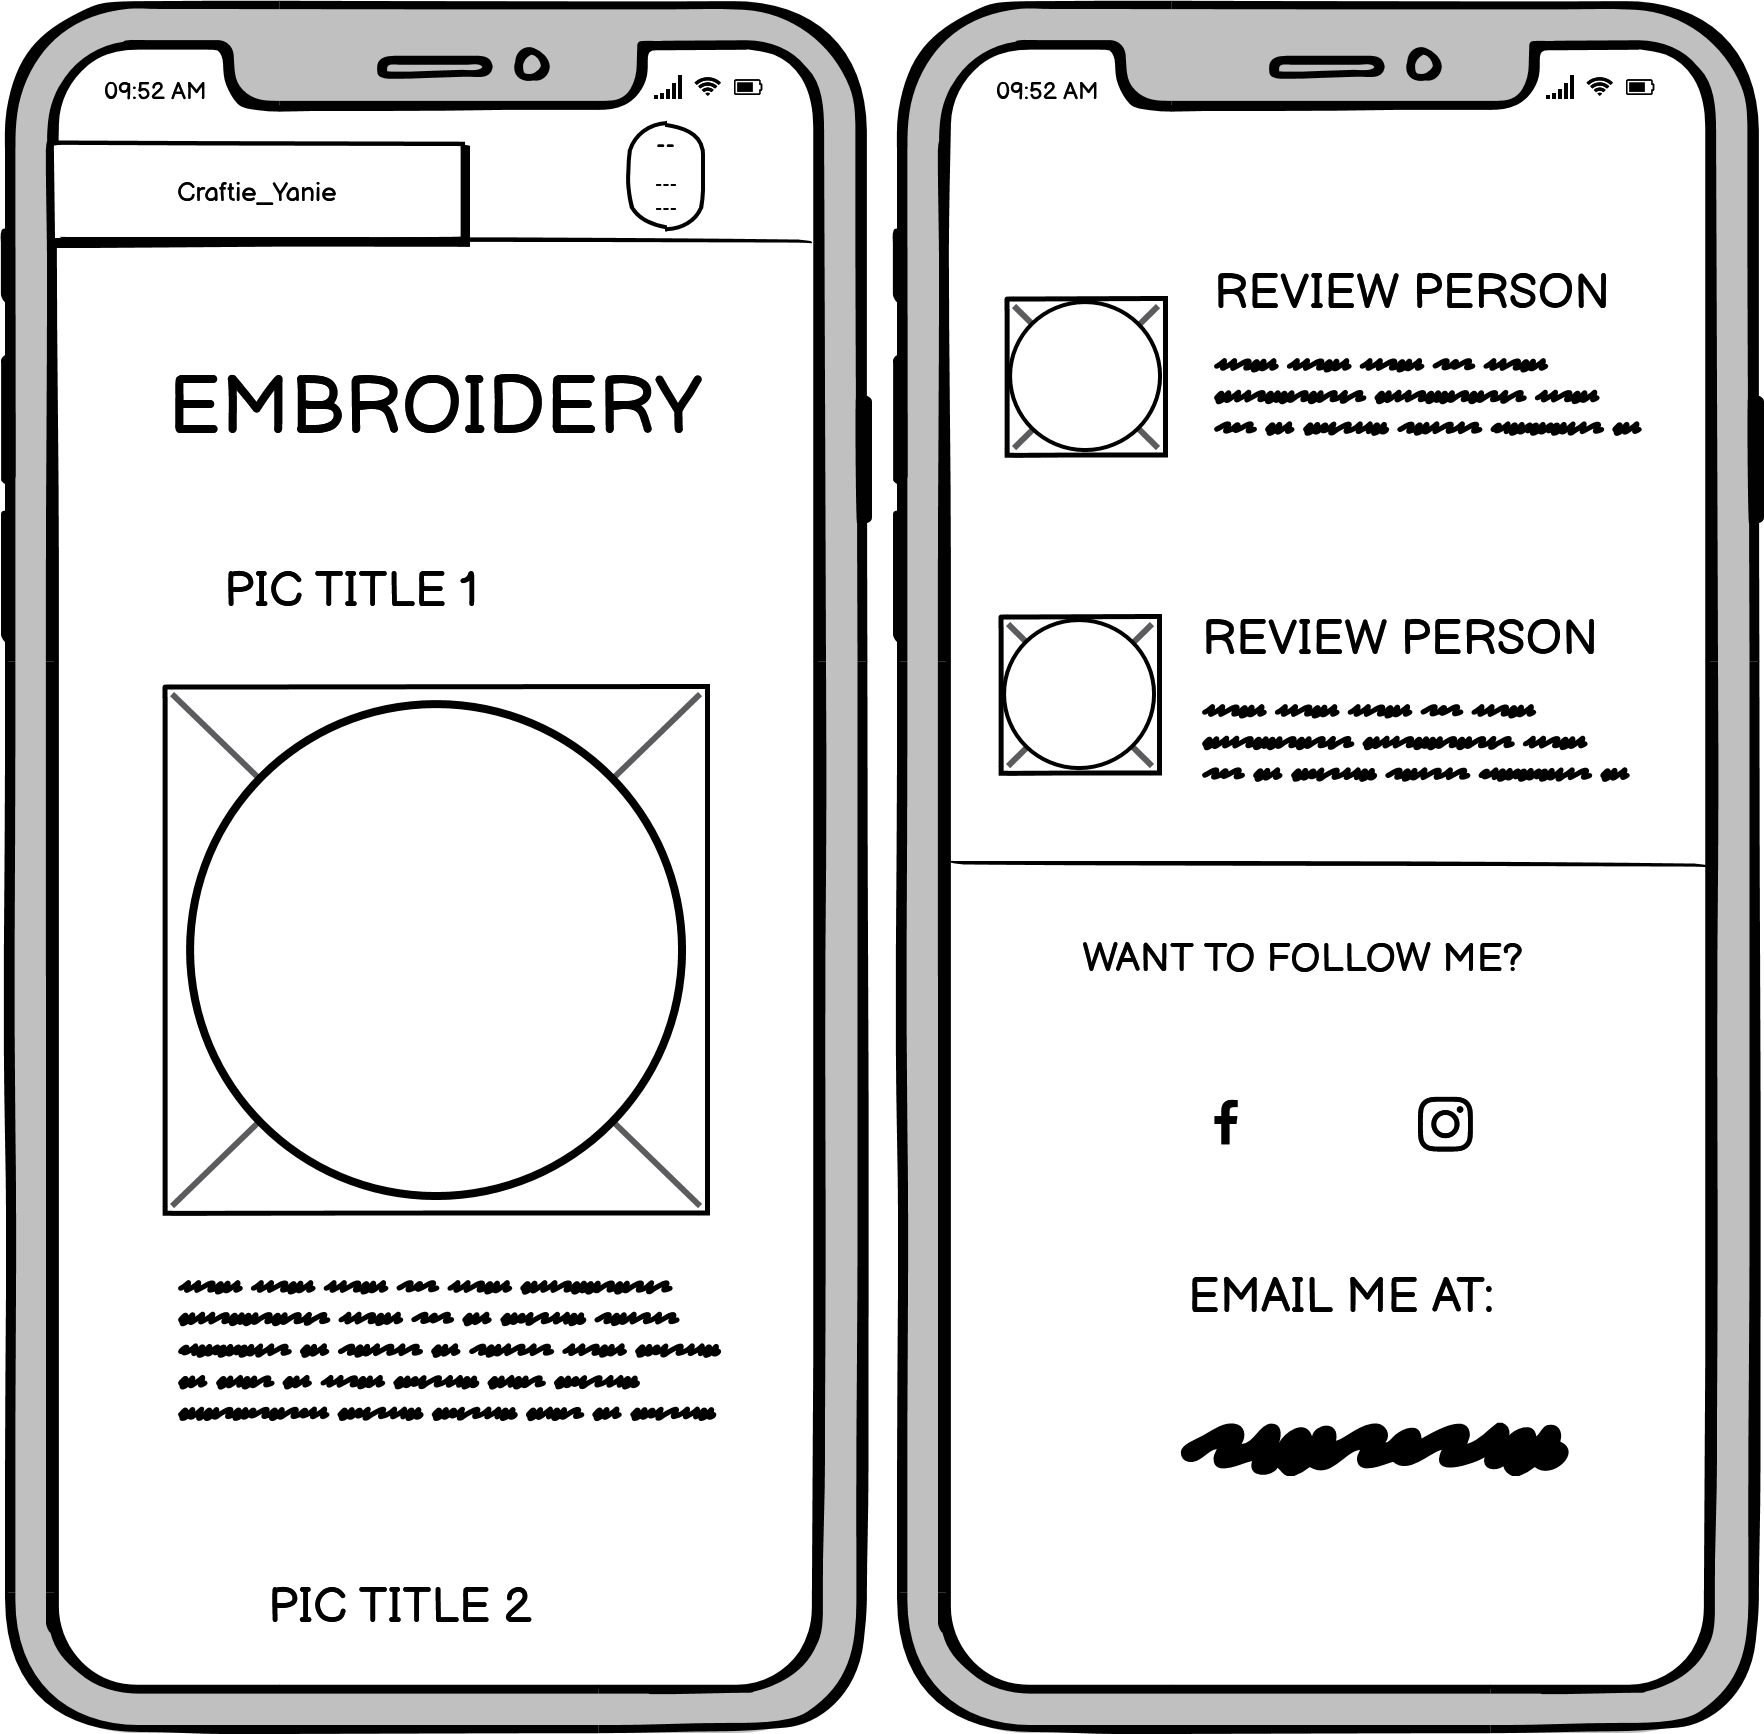 09:52 AM
Craftie_Yanie
EMBROIDERY
PIC TITLE 1
PIC TITLE 2
09:52 AM
REVIEW PERSON
REVIEW PERSON
WANT TO FOLLOW ME?
EMAIL ME AT: